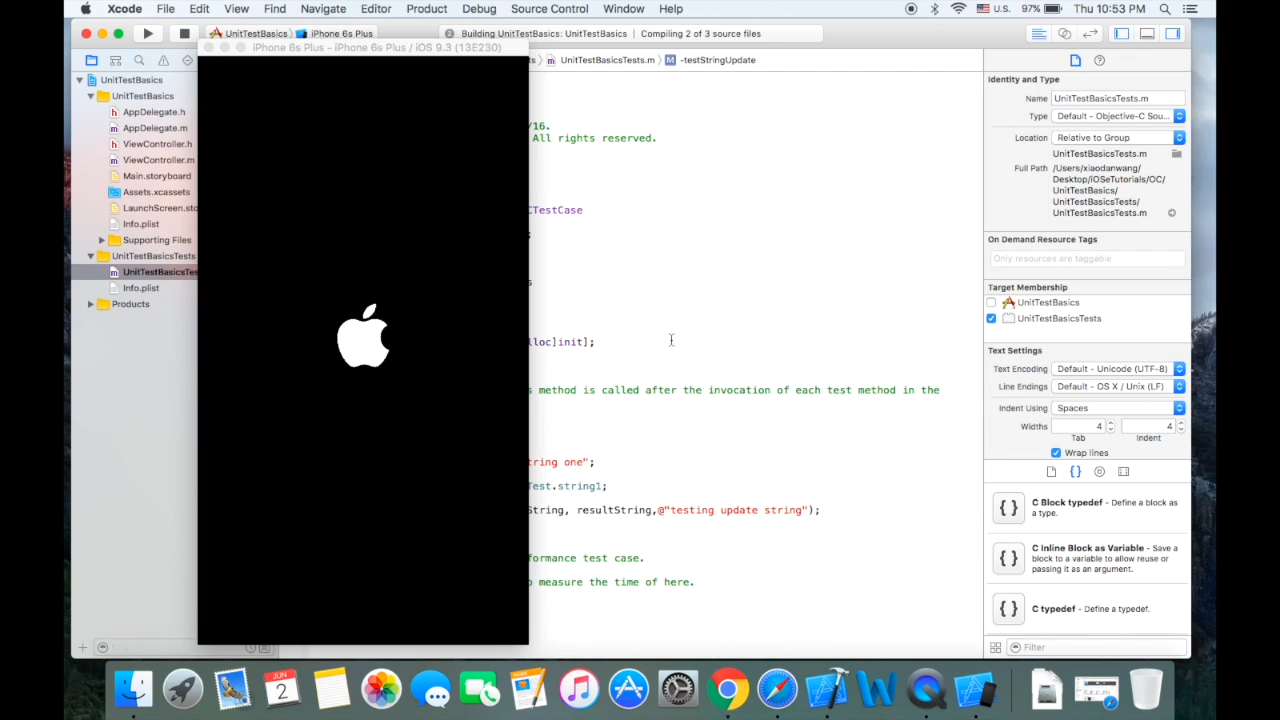 Xcode File Edit View Find Navigate Editor Product Debug Source Control Window Help U.S. 97% Thu 10:53 PM
UnitTestBasics iPhone 6s Plus Building UnitTestBasics: UnitTestBasics | Compiling 2 of 3 source files
iPhone 6s Plus - iPhone 6s Plus / iOS 9.3 (13E230)
ts UnitTestBasicsTests.m M -testStringUpdate
UnitTestBasics
UnitTestBasics
AppDelegate.h
AppDelegate.m
ViewController.h
ViewController.m
Main.storyboard
Assets.xcassets
LaunchScreen.sto
Info.plist
Supporting Files
UnitTestBasicsTests
UnitTestBasicsTes
Info.plist
Products
/16.
All rights reserved.
CTestCase
;
s
lloc]init];
s method is called after the invocation of each test method in the
tring one";
Test.string1;
String, resultString,@"testing update string");
formance test case.
o measure the time of here.
Identity and Type
Name UnitTestBasicsTests.m
Type Default - Objective-C Sou...
Location Relative to Group
UnitTestBasicsTests.m
Full Path /Users/xiaodanwang/
Desktop/iOSeTutorials/OC/
UnitTestBasics/
UnitTestBasicsTests/
UnitTestBasicsTests.m
On Demand Resource Tags
Only resources are taggable
Target Membership
UnitTestBasics
UnitTestBasicsTests
Text Settings
Text Encoding Default - Unicode (UTF-8)
Line Endings Default - OS X / Unix (LF)
Indent Using Spaces
Widths 4 4
Tab Indent
Wrap lines
{ } C Block typedef - Define a block as
a type.
{ } C Inline Block as Variable - Save a
block to a variable to allow reuse or
passing it as an argument.
{ } C typedef - Define a typedef.
Filter
JUN
2